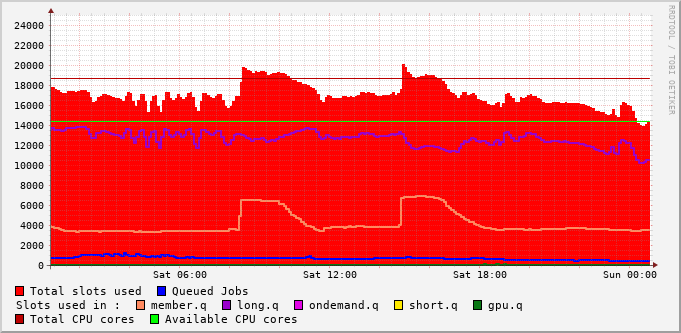 RRDTOOL / TOBI OETIKER
24000
22000
20000
18000
16000
14000
12000
10000
8000
6000
4000
2000
0
Sat 06:00 Sat 12:00 Sat 18:00 Sun 00:00
Total slots used Queued Jobs
Slots used in : member.q long.q ondemand.q short.q gpu.q
Total CPU cores Available CPU cores